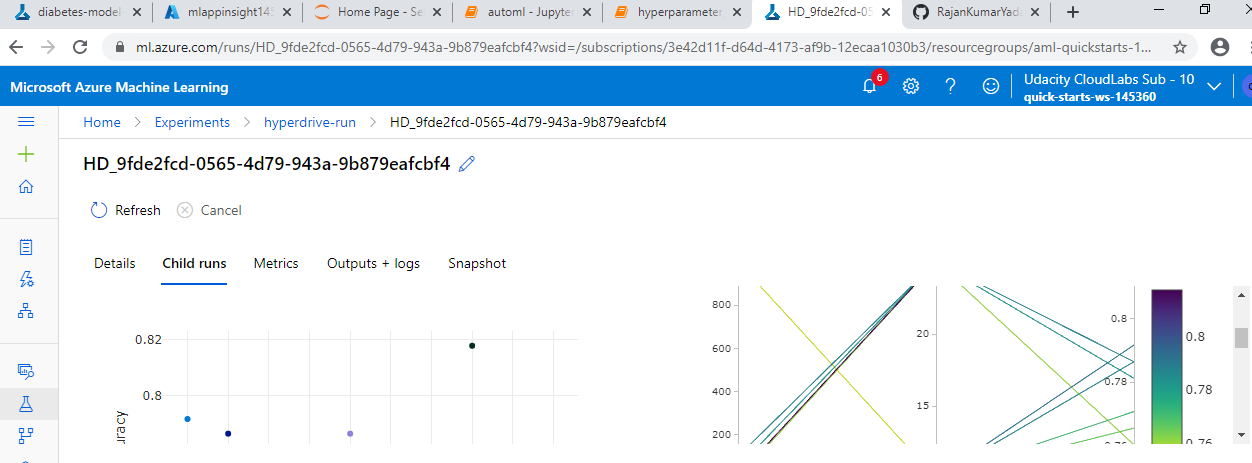 diabetes-model
mlappinsight145
Home Page - Se
automl - Jupyte
hyperparameter
HD_9fde2fcd-05
RajanKumarYad
ml.azure.com/runs/HD_9fde2fcd-0565-4d79-943a-9b879eafcbf4?wsid=/subscriptions/3e42d11f-d64d-4173-af9b-12ecaa1030b3/resourcegroups/aml-quickstarts-1...
Microsoft Azure Machine Learning
6
Udacity CloudLabs Sub - 10
quick-starts-ws-145360
Home > Experiments > hyperdrive-run > HD_9fde2fcd-0565-4d79-943a-9b879eafcbf4
HD_9fde2fcd-0565-4d79-943a-9b879eafcbf4
Refresh Cancel
Details Child runs Metrics Outputs + logs Snapshot
0.82
0.8
uracy
800
600
400
200
20
15
0.8
0.78
0.76
0.8
0.78
0.76